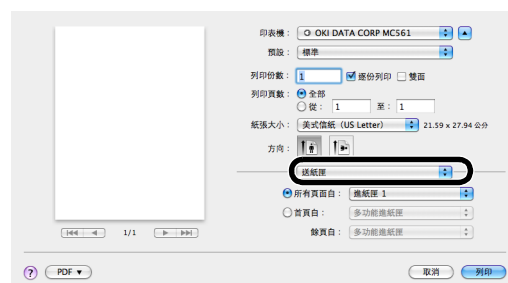 印表機： OKI DATA CORP MC561
預設： 標準
列印份數： 1 逐份列印 雙面
列印頁數： 全部
從： 1 至： 1
紙張大小： 美式信紙（US Letter） 21.59 x 27.94 公分
方向：
送紙匣
所有頁面自： 進紙匣 1
首頁自： 多功能進紙匣
餘頁自： 多功能進紙匣
1/1
? PDF ▼ 取消 列印